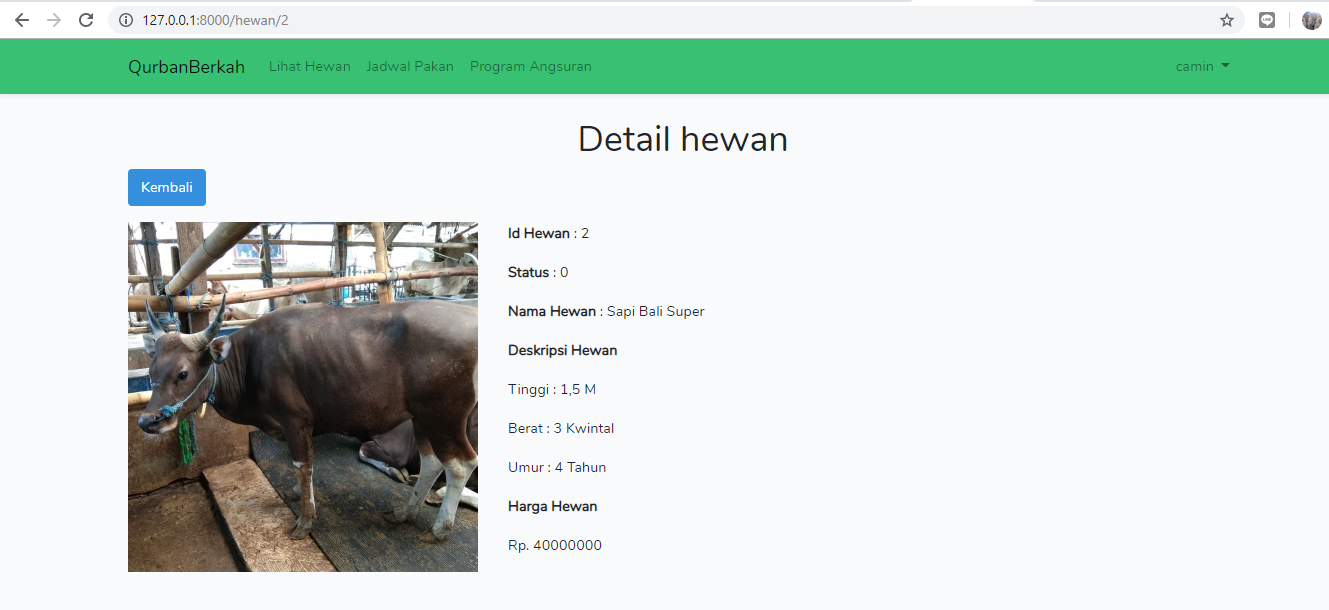 127.0.0.1:8000/hewan/2
QurbanBerkah Lihat Hewan Jadwal Pakan Program Angsuran camin
Detail hewan
Kembali
Id Hewan : 2
Status : 0
Nama Hewan : Sapi Bali Super
Deskripsi Hewan
Tinggi : 1,5 M
Berat : 3 Kwintal
Umur : 4 Tahun
Harga Hewan
Rp. 40000000